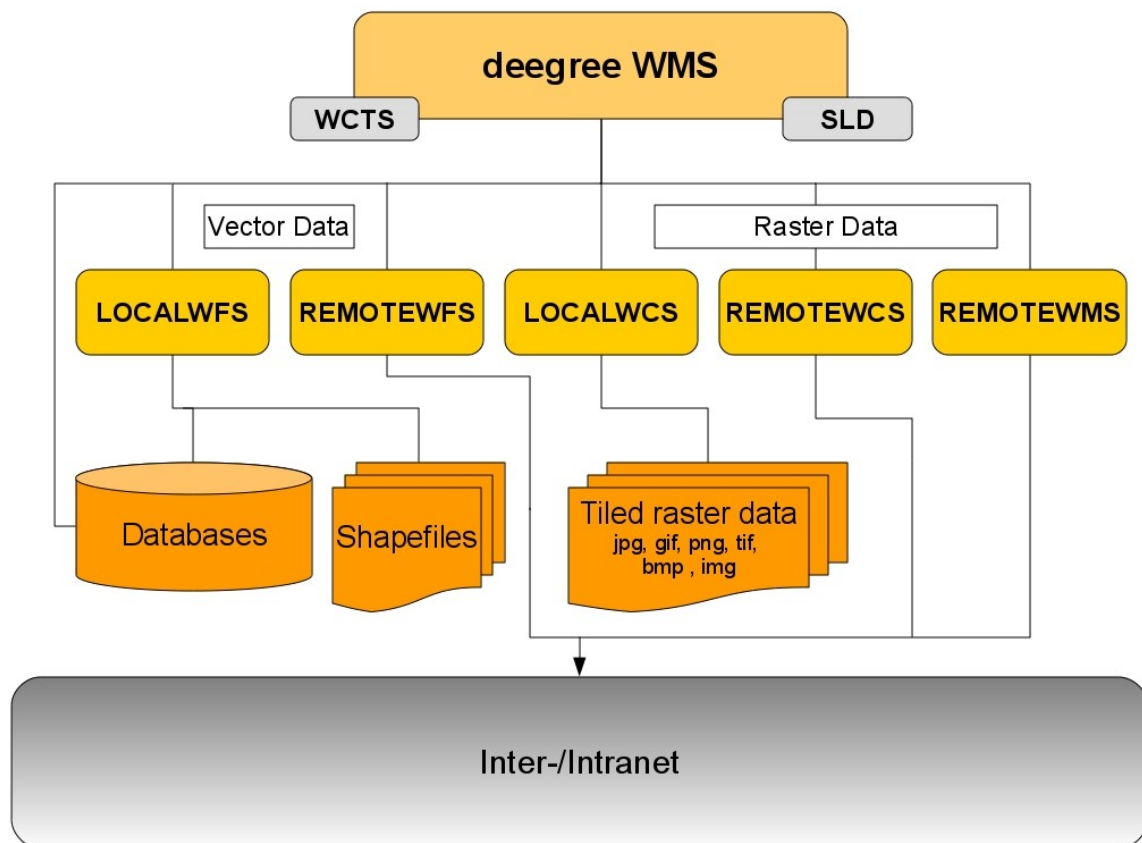 deegree WMS
WCTS
SLD
Vector Data
Raster Data
LOCALWFS
REMOTEWFS
LOCALWCS
REMOTEWCS
REMOTEWMS
Databases
Shapefiles
Tiled raster data
jpg, gif, png, tif,
bmp , img
Inter-/Intranet